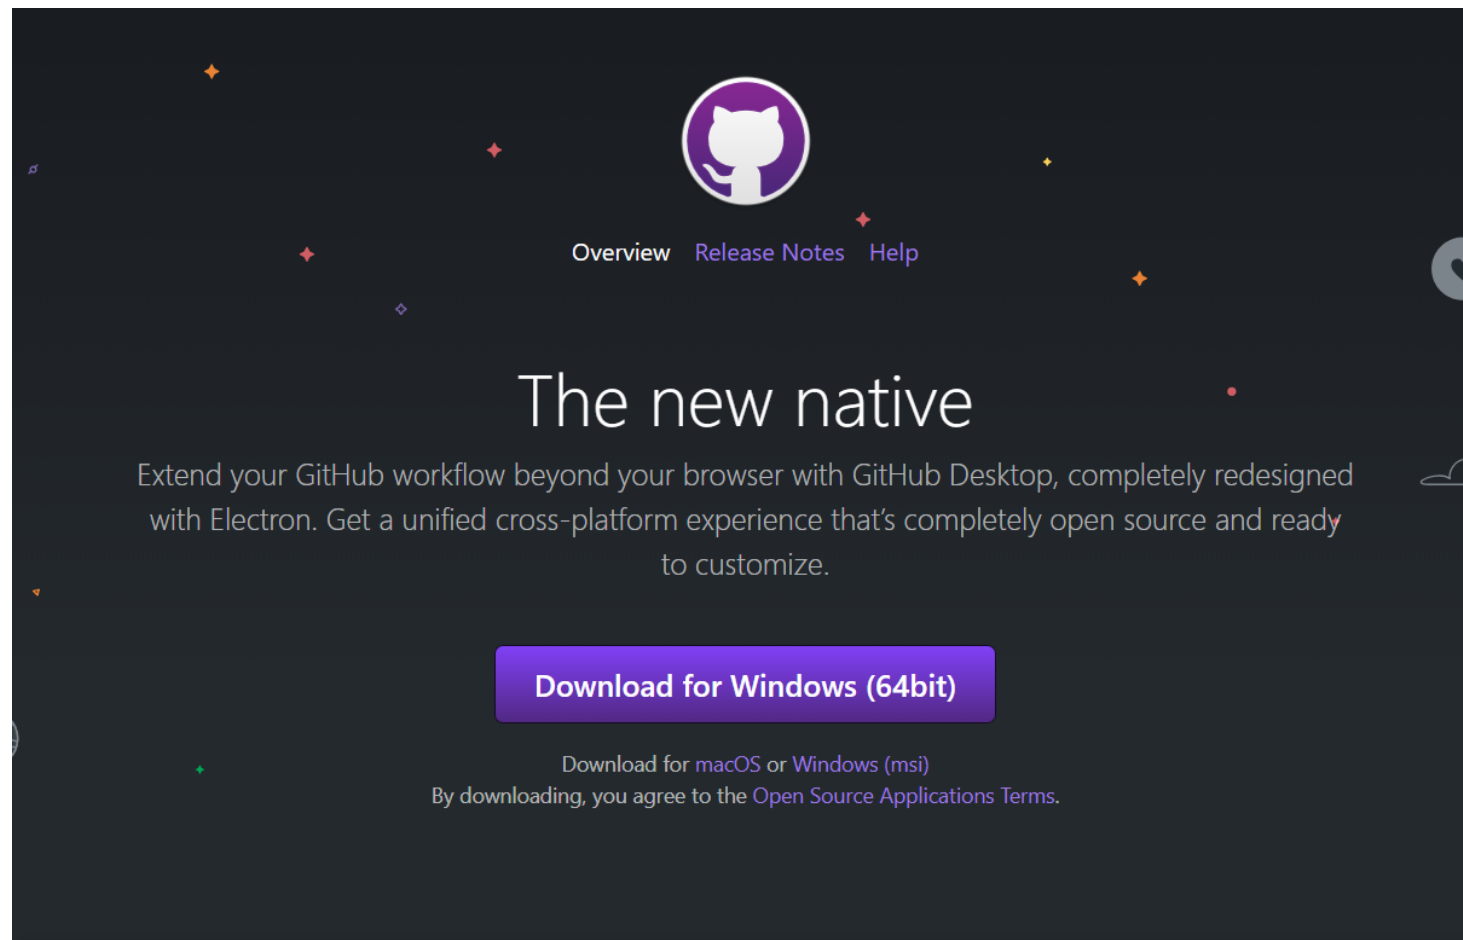 Overview Release Notes Help
The new native
Extend your GitHub workflow beyond your browser with GitHub Desktop, completely redesigned
with Electron. Get a unified cross-platform experience that's completely open source and ready
to customize.
Download for Windows (64bit)
Download for macOS or Windows (msi)
By downloading, you agree to the Open Source Applications Terms.